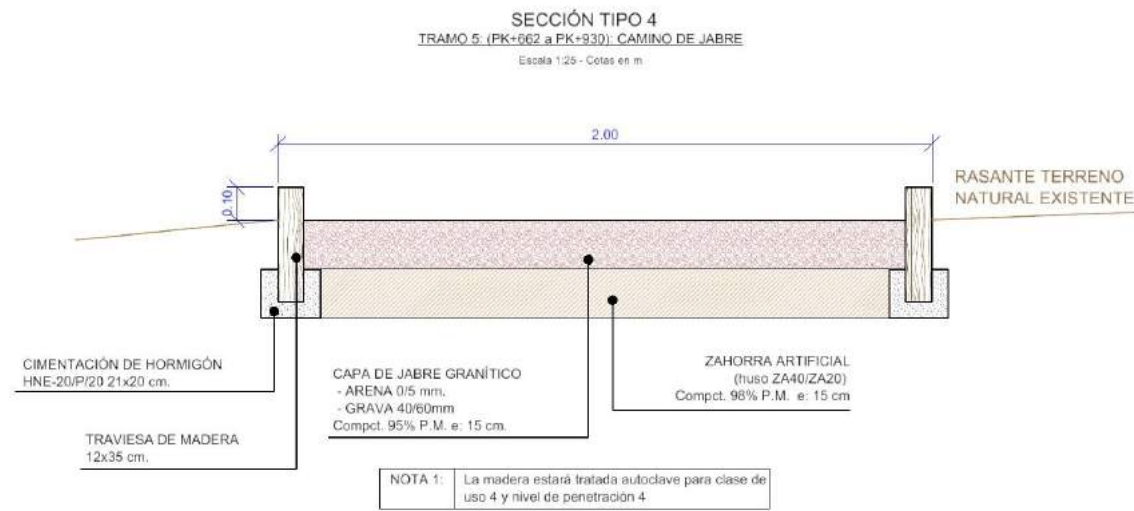 SECCIÓN TIPO 4
TRAMO 5: (PK+662 a PK+930): CAMINO DE JABRE
Escala 1:25 - Cotas en m
2.00
0.10
RASANTE TERRENO
NATURAL EXISTENTE
CIMENTACIÓN DE HORMIGÓN
HNE-20/P/20 21x20 cm.
TRAVIESA DE MADERA
12x35 cm.
CAPA DE JABRE GRANÍTICO
- ARENA 0/5 mm.
- GRAVA 40/60mm
Compct. 95% P.M. e: 15 cm.
ZAHORRA ARTIFICIAL
(huso ZA40/ZA20)
Compct. 98% P.M. e: 15 cm
NOTA 1: La madera estará tratada autoclave para clase de
uso 4 y nivel de penetración 4